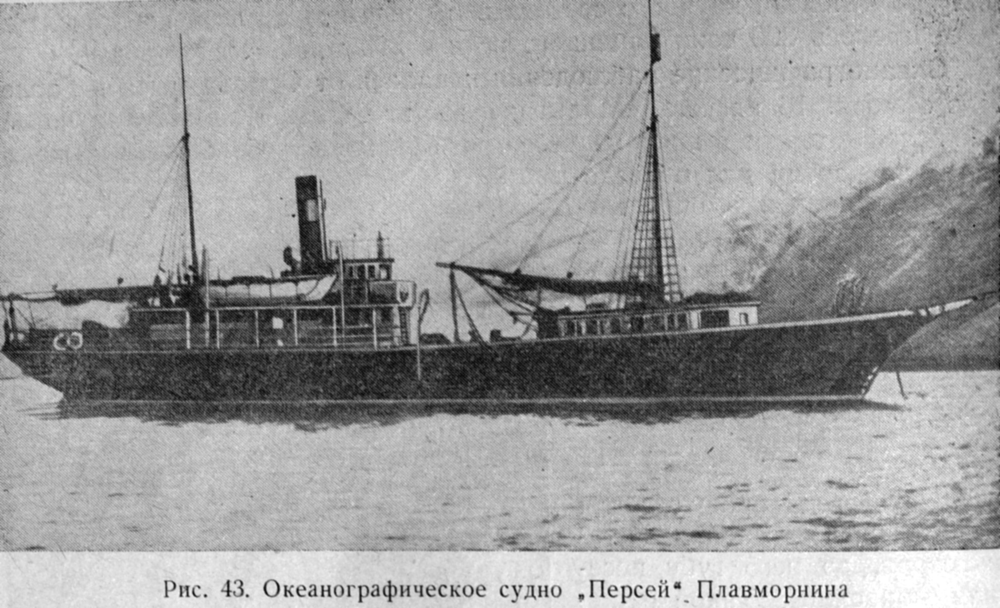 Рис. 43. Океанографическое судно „Персей“ Плавморнина